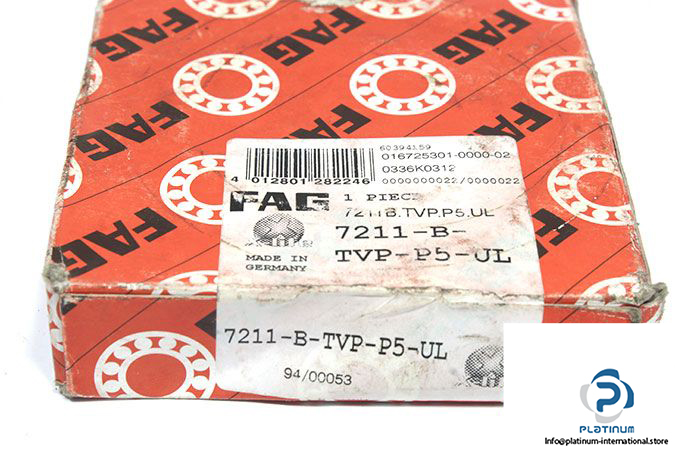 FAG
FAG
FAG
FAG
60394159
016725301-0000-02
0336K0312
4 012801 282246
0000000022/0000022
FAG
1 PIECE
7211B.TVP.P5.UL
7211-B-
TVP-P5-UL
MADE IN
GERMANY
7211-B-TVP-P5-UL
94/00053
PLATINUM
info@platinum-international.store